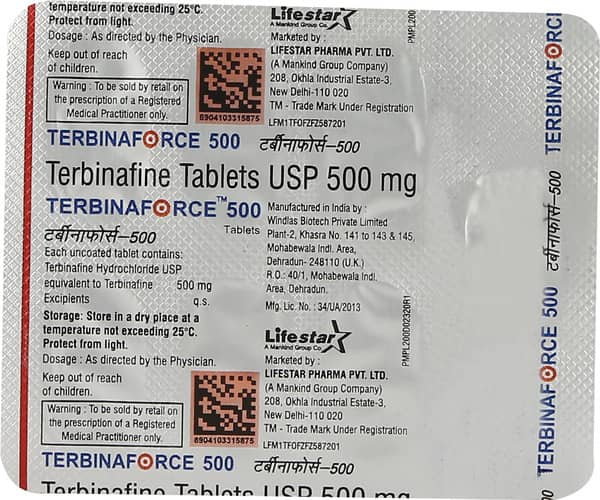 temperature not exceeding 25°C.
Protect from light.
Dosage : As directed by the Physician.
Keep out of reach
of children.
Warning : To be sold by retail on
the prescription of a Registered
Medical Practitioner only.
8904103315875
Lifestar
A Mankind Group Co.
Marketed by :
LIFESTAR PHARMA PVT. LTD.
(A Mankind Group Company)
208, Okhla Industrial Estate-3,
New Delhi-110 020
TM - Trade Mark Under Registration
LFM1TFOFZFZ587201
PMPL200
TERBINAFORCE 500 टर्बीनाफोर्स–500
Terbinafine Tablets USP 500 mg
TERBINAFORCE™500
Tablets
टर्बीनाफोर्स–500
Each uncoated tablet contains:
Terbinafine Hydrochloride USP
equivalent to Terbinafine 500 mg
Excipients q.s.
Storage: Store in a dry place at a
temperature not exceeding 25°C.
Protect from light.
Dosage : As directed by the Physician.
Keep out of reach
of children.
Warning : To be sold by retail on
the prescription of a Registered
Medical Practitioner only.
8904103315875
Manufactured in India by :
Windlas Biotech Private Limited
Plant-2, Khasra No. 141 to 143 & 145,
Mohabewala Indl. Area,
Dehradun- 248110 (U.K.)
R.O.: 40/1, Mohabewala Indl.
Area, Dehradun.
Mfg. Lic. No. : 34/UA/2013
Lifestar
A Mankind Group Co.
Marketed by :
LIFESTAR PHARMA PVT. LTD.
(A Mankind Group Company)
208, Okhla Industrial Estate-3,
New Delhi-110 020
TM - Trade Mark Under Registration
LFM1TFOFZFZ587201
PMPL200D02320R1
TERBINAFORCE 500 टर्बीनाफोर्स–500
Terbinafine Tablets USP 500 mg
TERBINAFORCE 500 टर्बीनाफोर्स–500 TERBINAFORCE